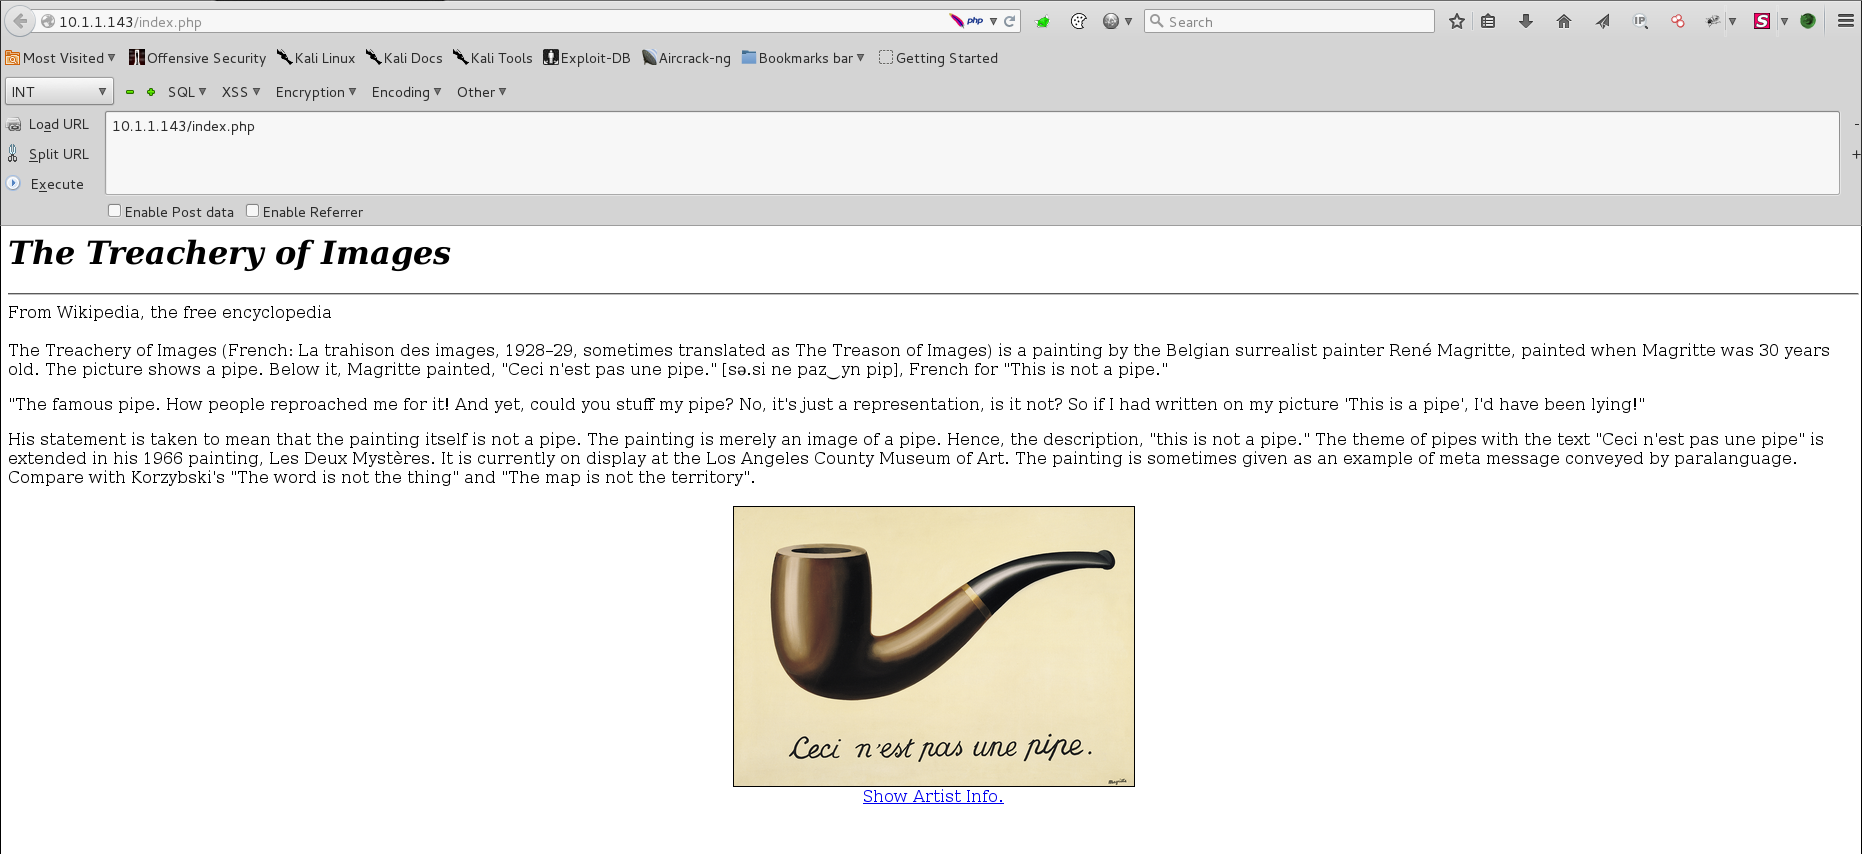 10.1.1.143/index.php
php
Search
IP
S
Most Visited
Offensive Security
Kali Linux
Kali Docs
Kali Tools
Exploit-DB
Aircrack-ng
Bookmarks bar
Getting Started
INT
SQL
XSS
Encryption
Encoding
Other
Load URL
10.1.1.143/index.php
Split URL
Execute
Enable Post data
Enable Referrer
The Treachery of Images
From Wikipedia, the free encyclopedia
The Treachery of Images (French: La trahison des images, 1928–29, sometimes translated as The Treason of Images) is a painting by the Belgian surrealist painter René Magritte, painted when Magritte was 30 years
old. The picture shows a pipe. Below it, Magritte painted, "Ceci n'est pas une pipe." [sə.si ne paz‿yn pip], French for "This is not a pipe."
"The famous pipe. How people reproached me for it! And yet, could you stuff my pipe? No, it's just a representation, is it not? So if I had written on my picture 'This is a pipe', I'd have been lying!"
His statement is taken to mean that the painting itself is not a pipe. The painting is merely an image of a pipe. Hence, the description, "this is not a pipe." The theme of pipes with the text "Ceci n'est pas une pipe" is
extended in his 1966 painting, Les Deux Mystères. It is currently on display at the Los Angeles County Museum of Art. The painting is sometimes given as an example of meta message conveyed by paralanguage.
Compare with Korzybski's "The word is not the thing" and "The map is not the territory".
Ceci n'est pas une pipe.
Show Artist Info.